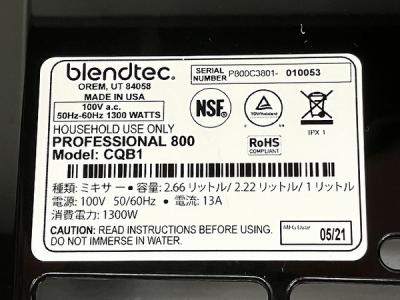 blendtec.
OREM, UT 84058
MADE IN USA
100V a.c.
50Hz-60Hz 1300 WATTS
SERIAL NUMBER P800C3801- 010053
NSF.
TÜV
IPX 1
HOUSEHOLD USE ONLY
PROFESSIONAL 800
Model: CQB1
RoHS
COMPLIANT
種類: ミキサー・容量: 2.66 リットル/ 2.22 リットル/ 1 リットル
電源: 100V 50/60Hz ・ 電流: 13A
消費電力: 1300W
CAUTION: READ INSTRUCTIONS BEFORE USING.
DO NOT IMMERSE IN WATER.
MFG Date:
05/21